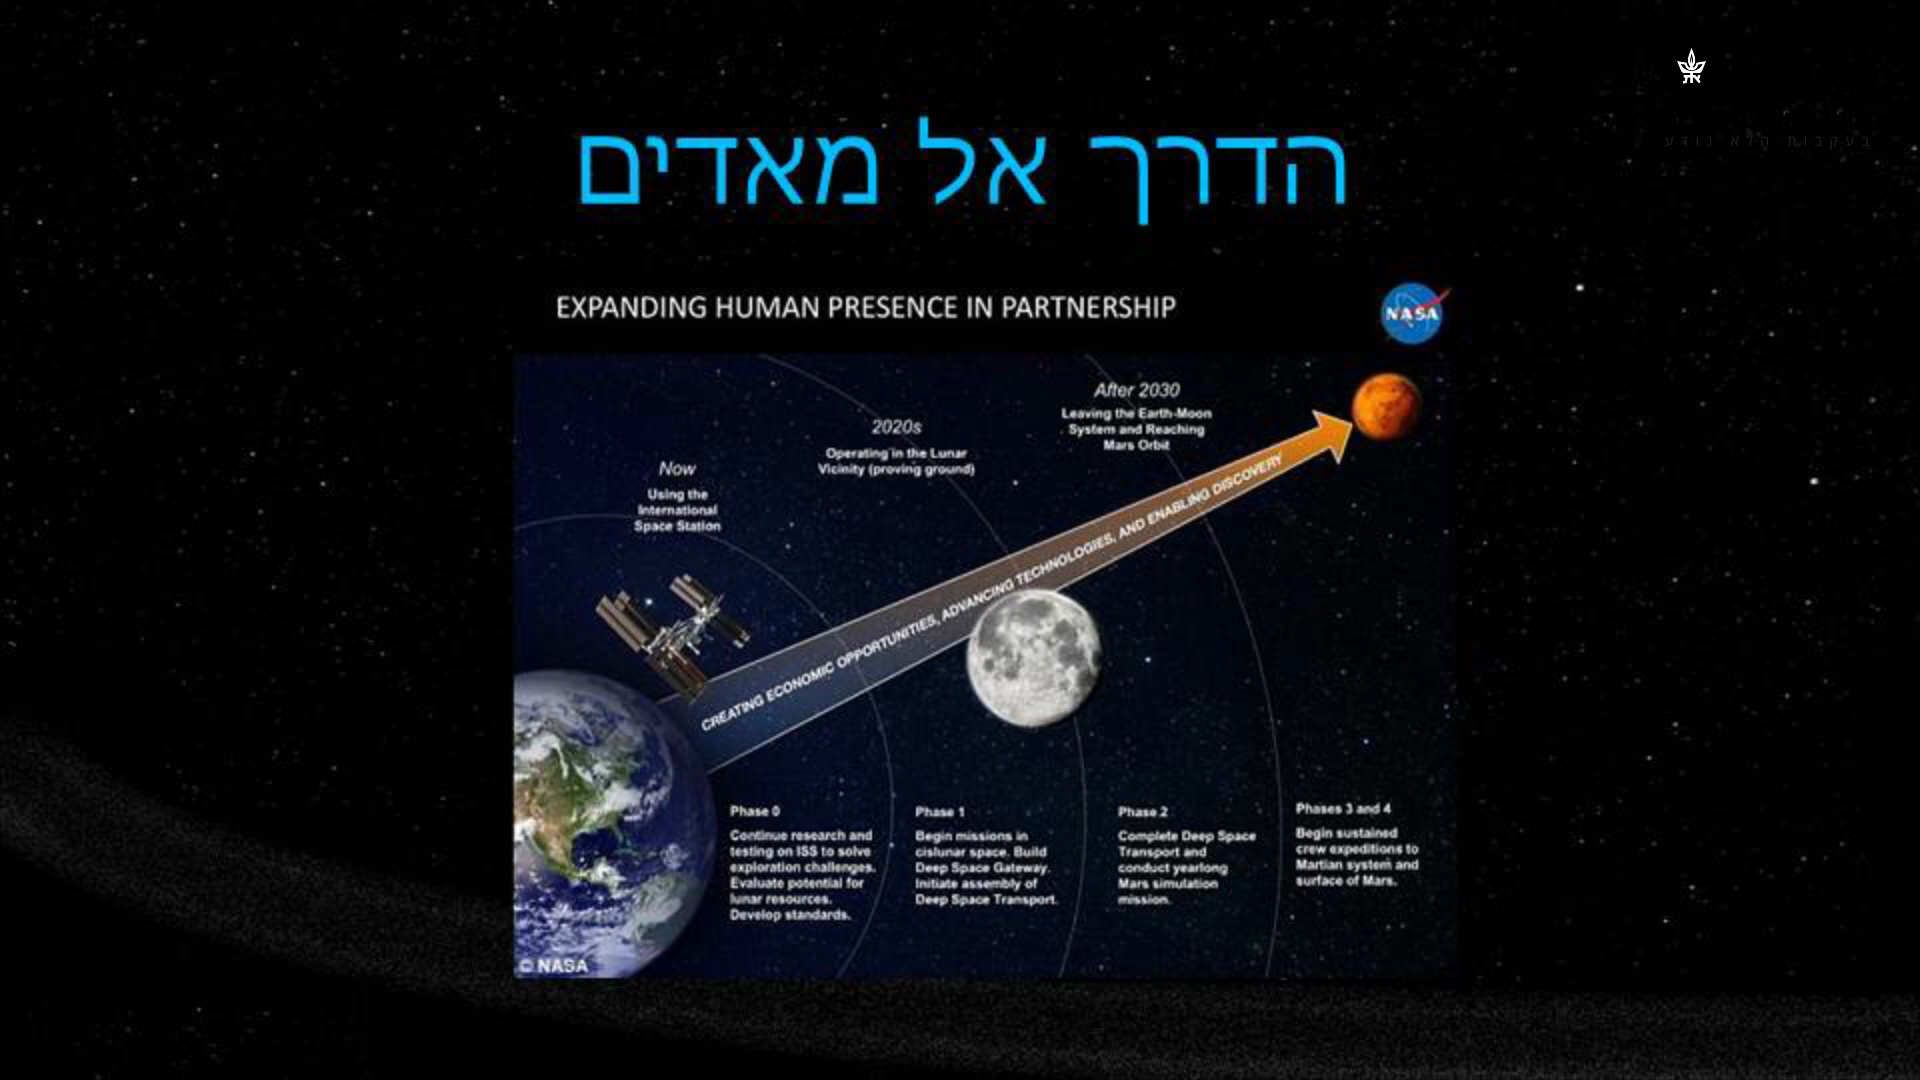 הדרך אל מאדים
בעקבות הלא נודע
EXPANDING HUMAN PRESENCE IN PARTNERSHIP
NASA
Now
Using the
International
Space Station
2020s
Operating in the Lunar
Vicinity (proving ground)
After 2030
Leaving the Earth-Moon
System and Reaching
Mars Orbit
CREATING ECONOMIC OPPORTUNITIES, ADVANCING TECHNOLOGIES, AND ENABLING DISCOVERY
Phase 0
Continue research and
testing on ISS to solve
exploration challenges.
Evaluate potential for
lunar resources.
Develop standards.
Phase 1
Begin missions in
cislunar space. Build
Deep Space Gateway.
Initiate assembly of
Deep Space Transport.
Phase 2
Complete Deep Space
Transport and
conduct yearlong
Mars simulation
mission.
Phases 3 and 4
Begin sustained
crew expeditions to
Martian system and
surface of Mars.
© NASA